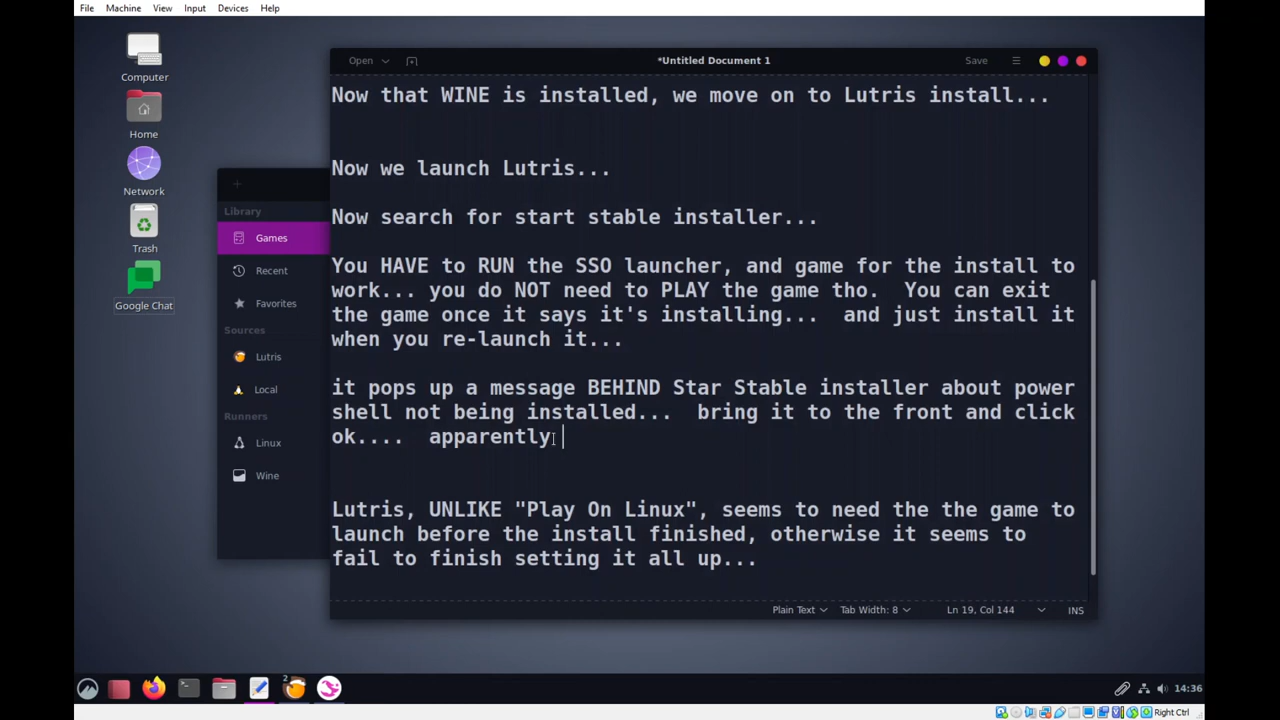 File Machine View Input Devices Help
Computer
Home
Network
Trash
Google Chat
Library
Games
Recent
Favorites
Sources
Lutris
Local
Runners
Linux
Wine
Open *Untitled Document 1 Save
Now that WINE is installed, we move on to Lutris install...
Now we launch Lutris...
Now search for start stable installer...
You HAVE to RUN the SSO launcher, and game for the install to
work... you do NOT need to PLAY the game tho. You can exit
the game once it says it's installing... and just install it
when you re-launch it...
it pops up a message BEHIND Star Stable installer about power
shell not being installed... bring it to the front and click
ok.... apparently
Lutris, UNLIKE "Play On Linux", seems to need the the game to
launch before the install finished, otherwise it seems to
fail to finish setting it all up...
Plain Text Tab Width: 8 Ln 19, Col 144 INS
2
14:36
Right Ctrl